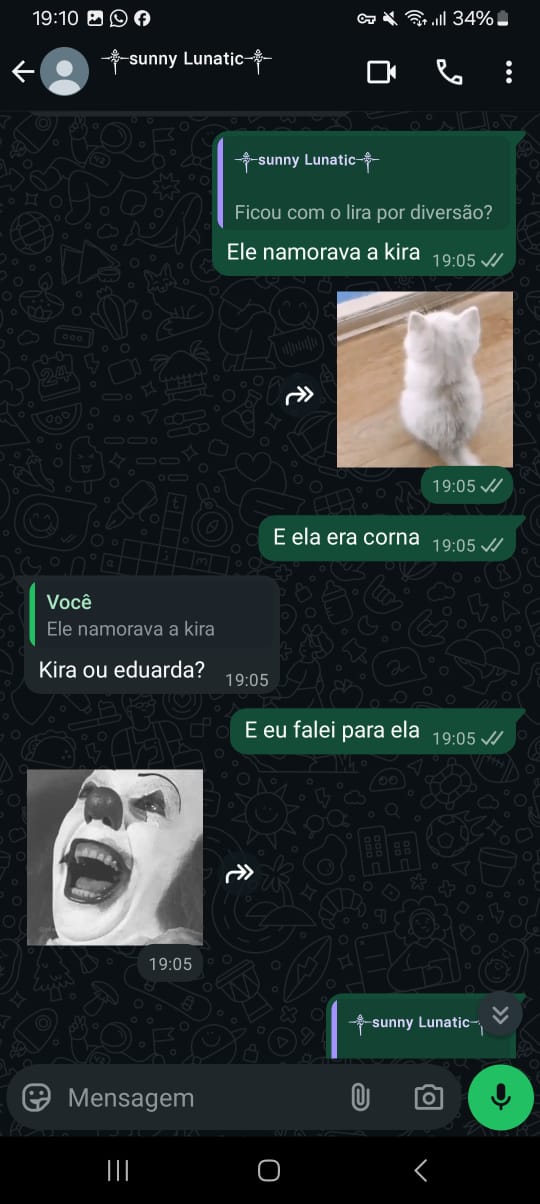 19:10
34%
sunny Lunatic
sunny Lunatic
Ficou com o lira por diversão?
Ele namorava a kira 19:05
19:05
E ela era corna 19:05
Você
Ele namorava a kira
Kira ou eduarda? 19:05
E eu falei para ela 19:05
19:05
sunny Lunatic
Mensagem